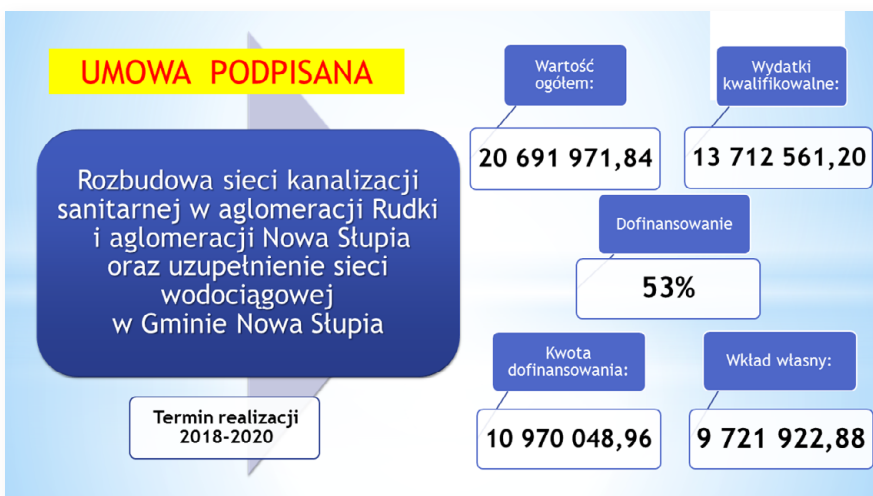 UMOWA PODPISANA
Rozbudowa sieci kanalizacji
sanitarnej w aglomeracji Rudki
i aglomeracji Nowa Słupia
oraz uzupełnienie sieci
wodociągowej
w Gminie Nowa Słupia
Termin realizacji
2018-2020
Wartość
ogółem:
20 691 971,84
Wydatki
kwalifikowalne:
13 712 561,20
Dofinansowanie
53%
Kwota
dofinansowania:
10 970 048,96
Wkład własny:
9 721 922,88